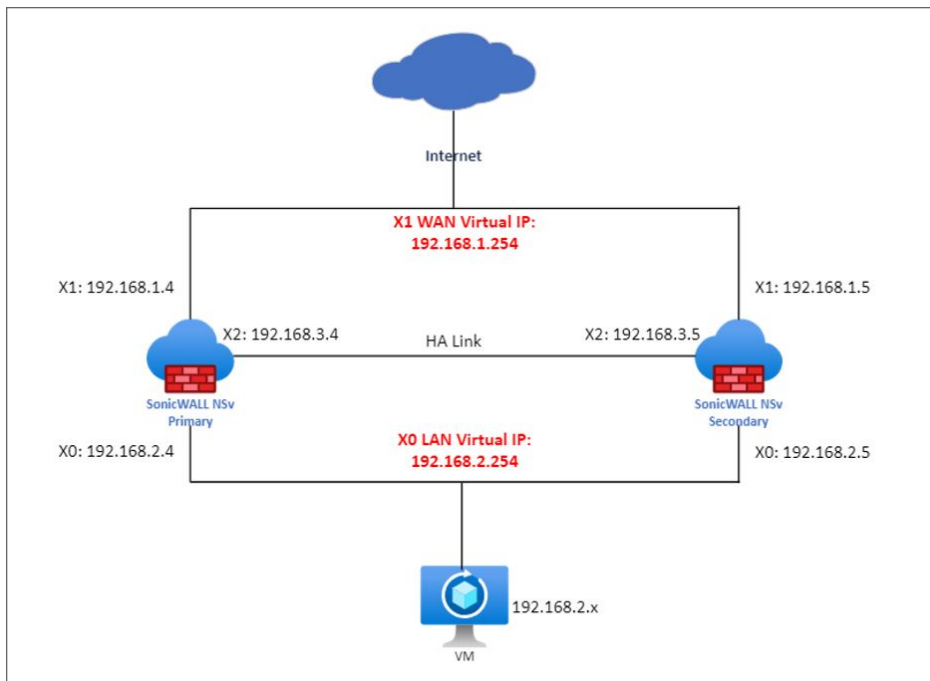 Internet
X1 WAN Virtual IP:
192.168.1.254
X1: 192.168.1.4
X1: 192.168.1.5
X2: 192.168.3.4
HA Link
X2: 192.168.3.5
SonicWALL NSv
Primary
SonicWALL NSv
Secondary
X0: 192.168.2.4
X0 LAN Virtual IP:
192.168.2.254
X0: 192.168.2.5
192.168.2.x
VM